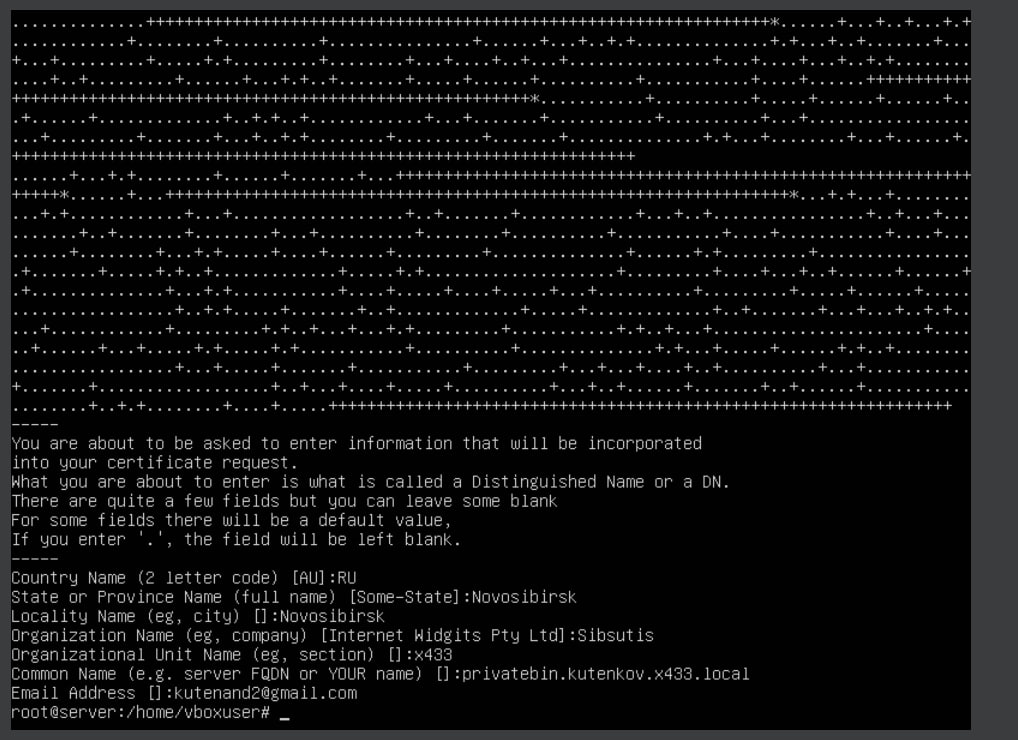 -----
You are about to be asked to enter information that will be incorporated
into your certificate request.
What you are about to enter is what is called a Distinguished Name or a DN.
There are quite a few fields but you can leave some blank
For some fields there will be a default value,
If you enter '.', the field will be left blank.
-----
Country Name (2 letter code) [AU]:RU
State or Province Name (full name) [Some-State]:Novosibirsk
Locality Name (eg, city) []:Novosibirsk
Organization Name (eg, company) [Internet Widgits Pty Ltd]:Sibsutis
Organizational Unit Name (eg, section) []:x433
Common Name (e.g. server FQDN or YOUR name) []:privatebin.kutenkov.x433.local
Email Address []:kutenand2@gmail.com
root@server:/home/vboxuser# _